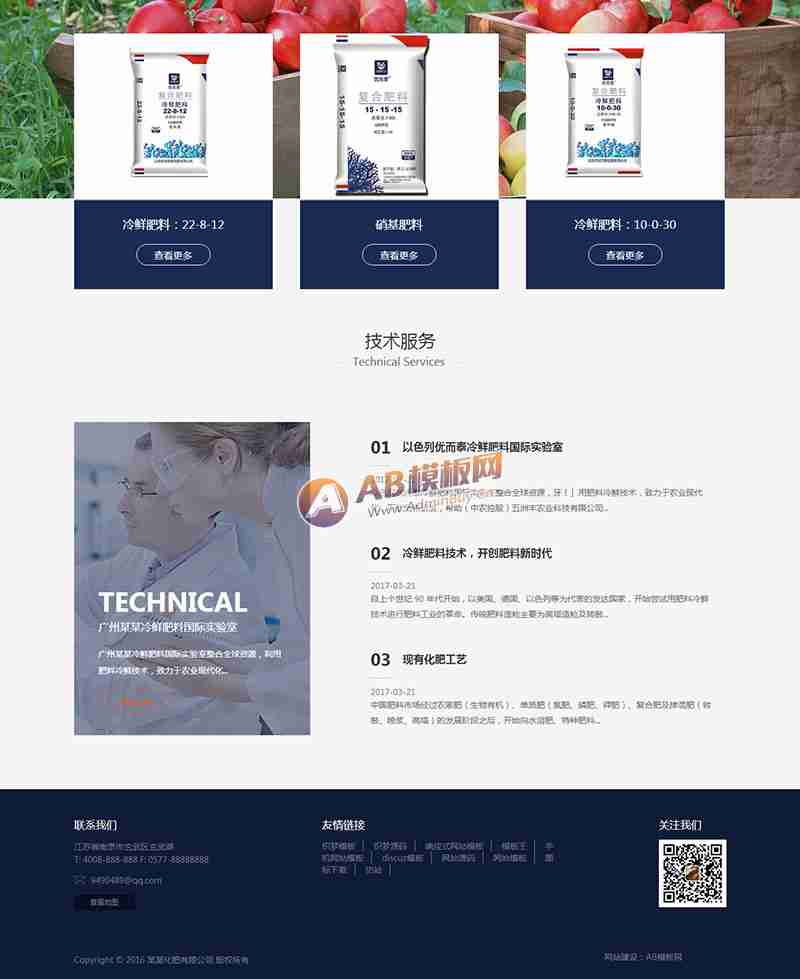 复合肥料
冷鲜肥料
22-8-12
22-8-12
复合肥料
15-15-15
15-15-15
复合肥料
冷鲜肥料
10-0-30
10-0-30
冷鲜肥料：22-8-12
查看更多
硝基肥料
查看更多
冷鲜肥料：10-0-30
查看更多
技术服务
Technical Services
TECHNICAL
广州某某冷鲜肥料国际实验室
广州某某冷鲜肥料国际实验室整合全球资源，利用
肥料冷鲜技术，致力于农业现代化...
01 以色列优而泰冷鲜肥料国际实验室
整合全球资源，牙！」用肥料冷鲜技术，致力于农业现代
帮助（中农控股）五洲丰农业科技有限公司...
AB模板网
02 冷鲜肥料技术，开创肥料新时代
2017-03-21
自上个世纪 90 年代开始，以美国、德国、以色列等为代表的发达国家，开始尝试用肥料冷鲜
技术进行肥料工业的革命。传统肥料造粒主要为高塔造粒及转鼓...
03 现有化肥工艺
2017-03-21
中国肥料市场经过农家肥（生物有机）、单质肥（氮肥、磷肥、钾肥）、复合肥及掺混肥（转
鼓、喷浆、高塔）的发展阶段之后，开始向水溶肥、特种肥料...
联系我们
江苏省南京市玄武区玄武湖
T: 4008-888-888 F: 0577-88888888
9490489@qq.com
查看地图
友情链接
织梦模板 | 织梦源码 | 响应式网站模板 | 模板王 | 手
机网站模板 | discuz模板 | 网站源码 | 网站模板 | 图
标下载 | 仿站 |
关注我们
Copyright © 2016 某某化肥有限公司 版权所有
网站建设：AB模板网